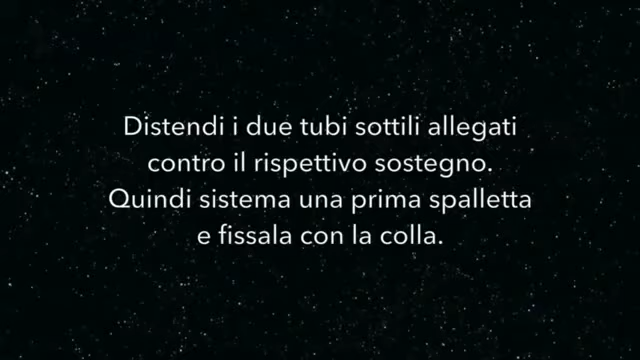 Distendi i due tubi sottili allegati
contro il rispettivo sostegno.
Quindi sistema una prima spalletta
e fissala con la colla.